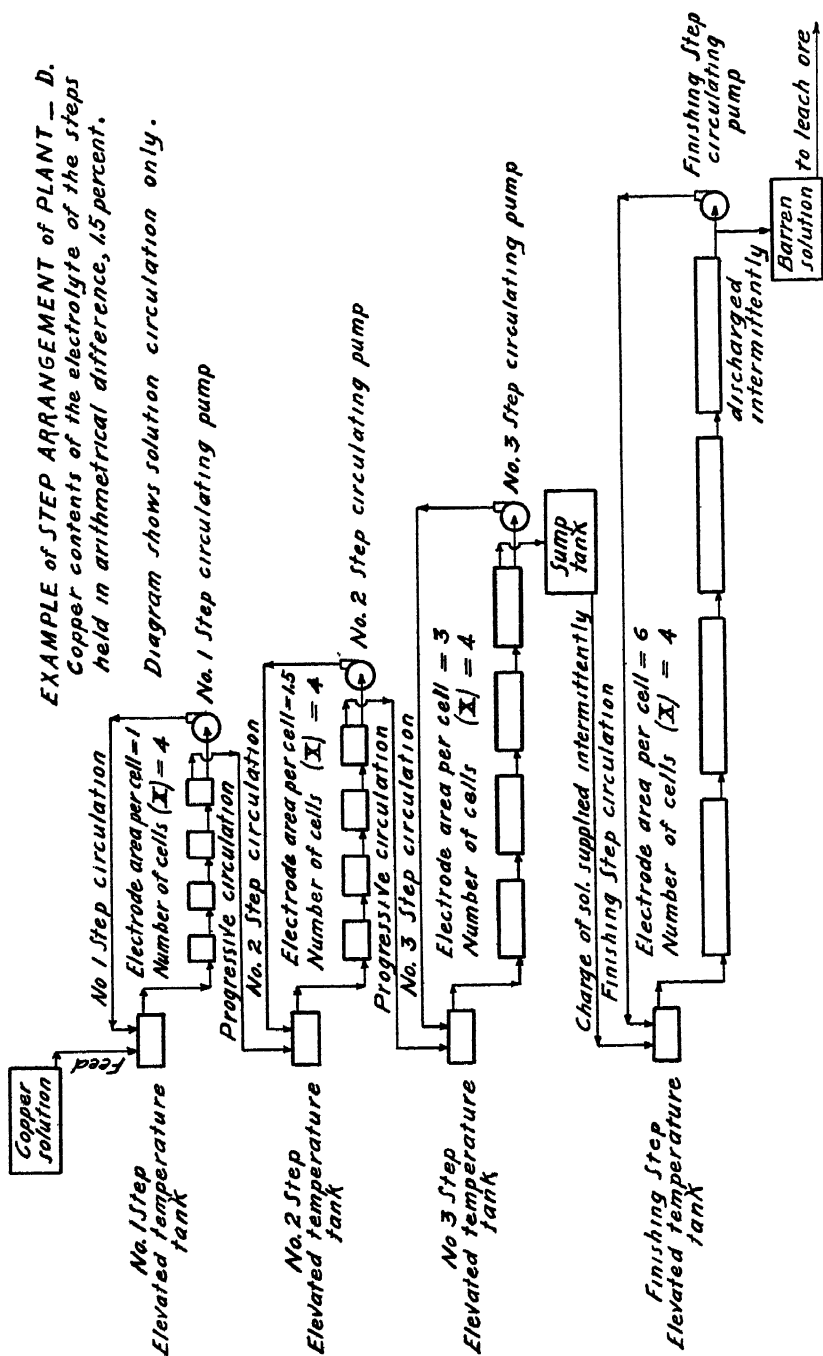 EXAMPLE of STEP ARRANGEMENT of PLANT _ D.
Copper contents of the electrolyte of the steps
held in arithmetrical difference, 1.5 percent.
Diagram shows solution circulation only.
Copper
solution
Feed
No 1 Step circulation
No. 1 Step circulating pump
Electrode area per cell=1
Number of cells (X) = 4
No. 1 Step
Elevated temperature
tank
Progressive circulation
No. 2 Step circulation
No. 2 Step circulating pump
Electrode area per cell=1.5
Number of cells (X) = 4
No. 2 Step
Elevated temperature
tank
Progressive circulation
No. 3 Step circulation
No. 3 Step circulating pump
Electrode area per cell = 3
Number of cells (X) = 4
No 3 Step
Elevated temperature
tank
Sump
tank
Charge of sol. supplied intermittently
Finishing Step circulation
Finishing Step
circulating
pump
Electrode area per cell = 6
Number of cells (X) = 4
Finishing Step
Elevated temperature
tank
discharged
intermittently
Barren
solution
to leach ore